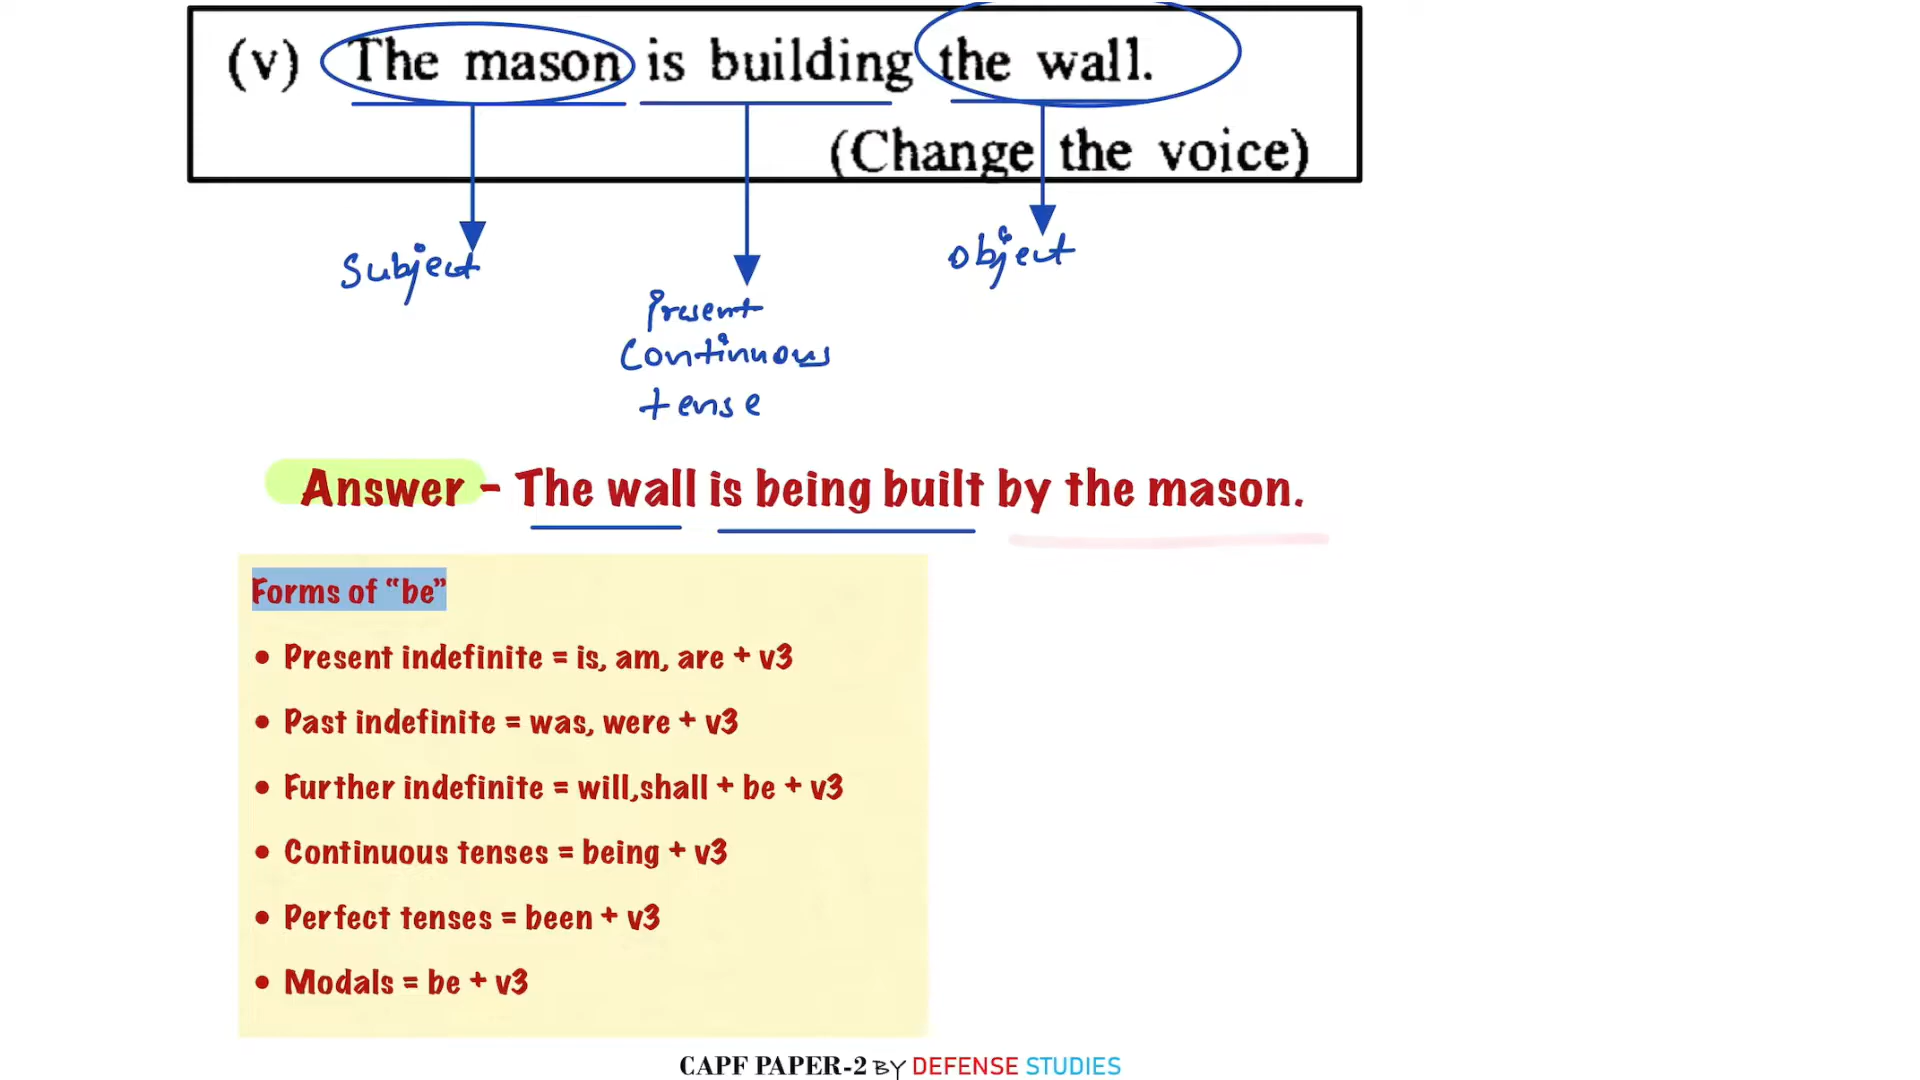 (v) The mason is building the wall.
(Change the voice)
Subject
Object
Present
Continuous
tense
Answer - The wall is being built by the mason.
Forms of “be”
• Present indefinite = is, am, are + v3
• Past indefinite = was, were + v3
• Further indefinite = will,shall + be + v3
• Continuous tenses = being + v3
• Perfect tenses = been + v3
• Modals = be + v3
CAPF PAPER-2 BY DEFENSE STUDIES